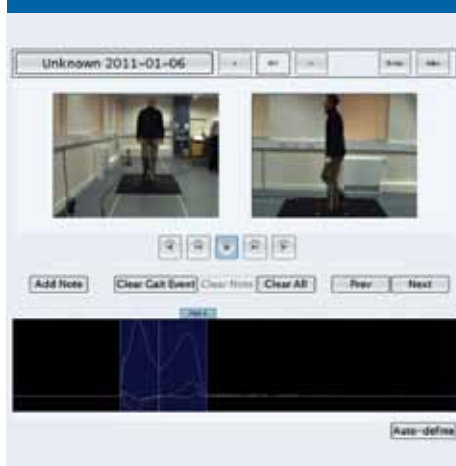 Unknown 2011-01-06
Add Note Clear Gait Event Clear Note Clear All Prev Next
Auto-define